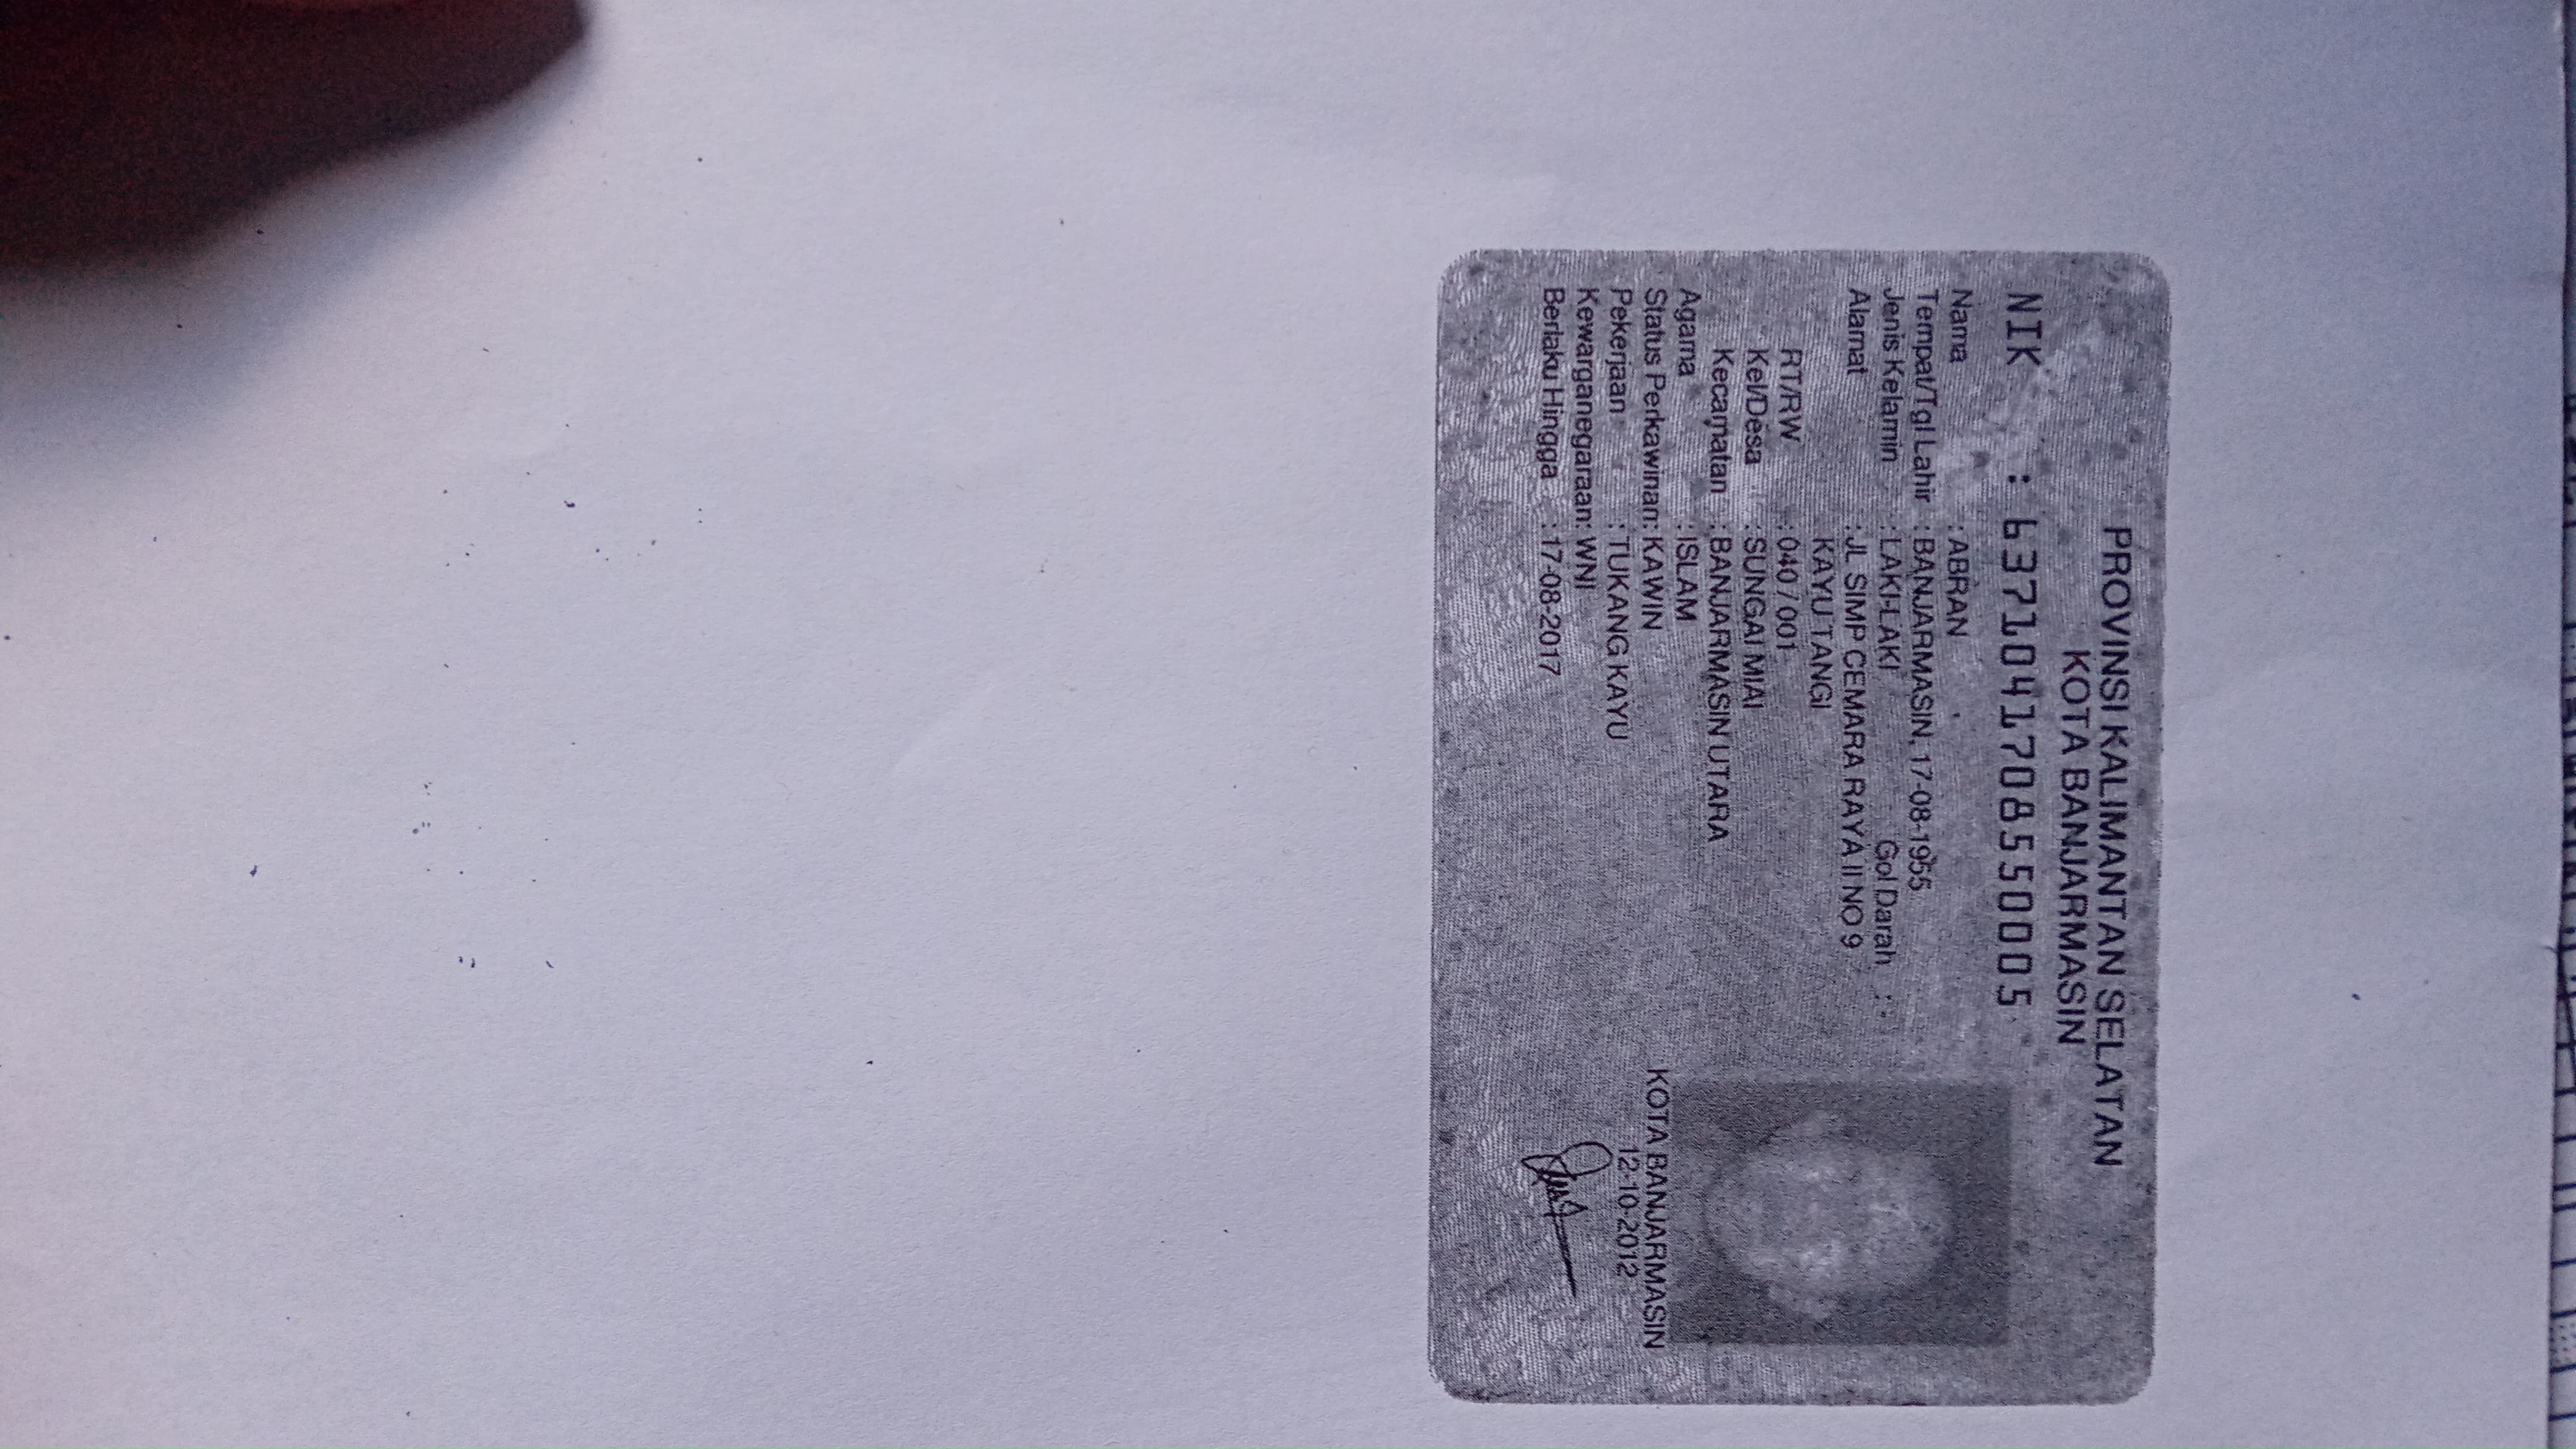 PROVINSI KALIMANTAN SELATAN
KOTA BANJARMASIN
NIK : 6371041708550005
Nama : ABRAN
Tempat/Tgl Lahir : BANJARMASIN, 17-08-1955
Jenis Kelamin : LAKI-LAKI Gol Darah : -
Alamat : JL SIMP CEMARA RAYA II NO 9
KAYU TANGI
RT/RW : 040 / 001
Kel/Desa : SUNGAI MIAI
Kecamatan : BANJARMASIN UTARA
Agama : ISLAM
Status Perkawinan: KAWIN
Pekerjaan : TUKANG KAYU
Kewarganegaraan: WNI
Berlaku Hingga : 17-08-2017
KOTA BANJARMASIN
12-10-2012